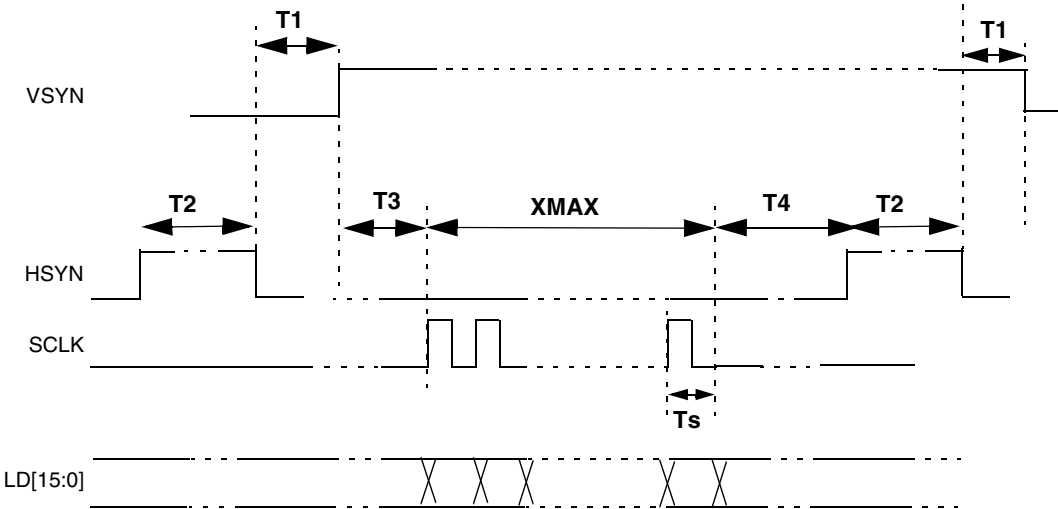 T1
T1
VSYN
T2
T3
XMAX
T4
T2
HSYN
SCLK
Ts
LD[15:0]